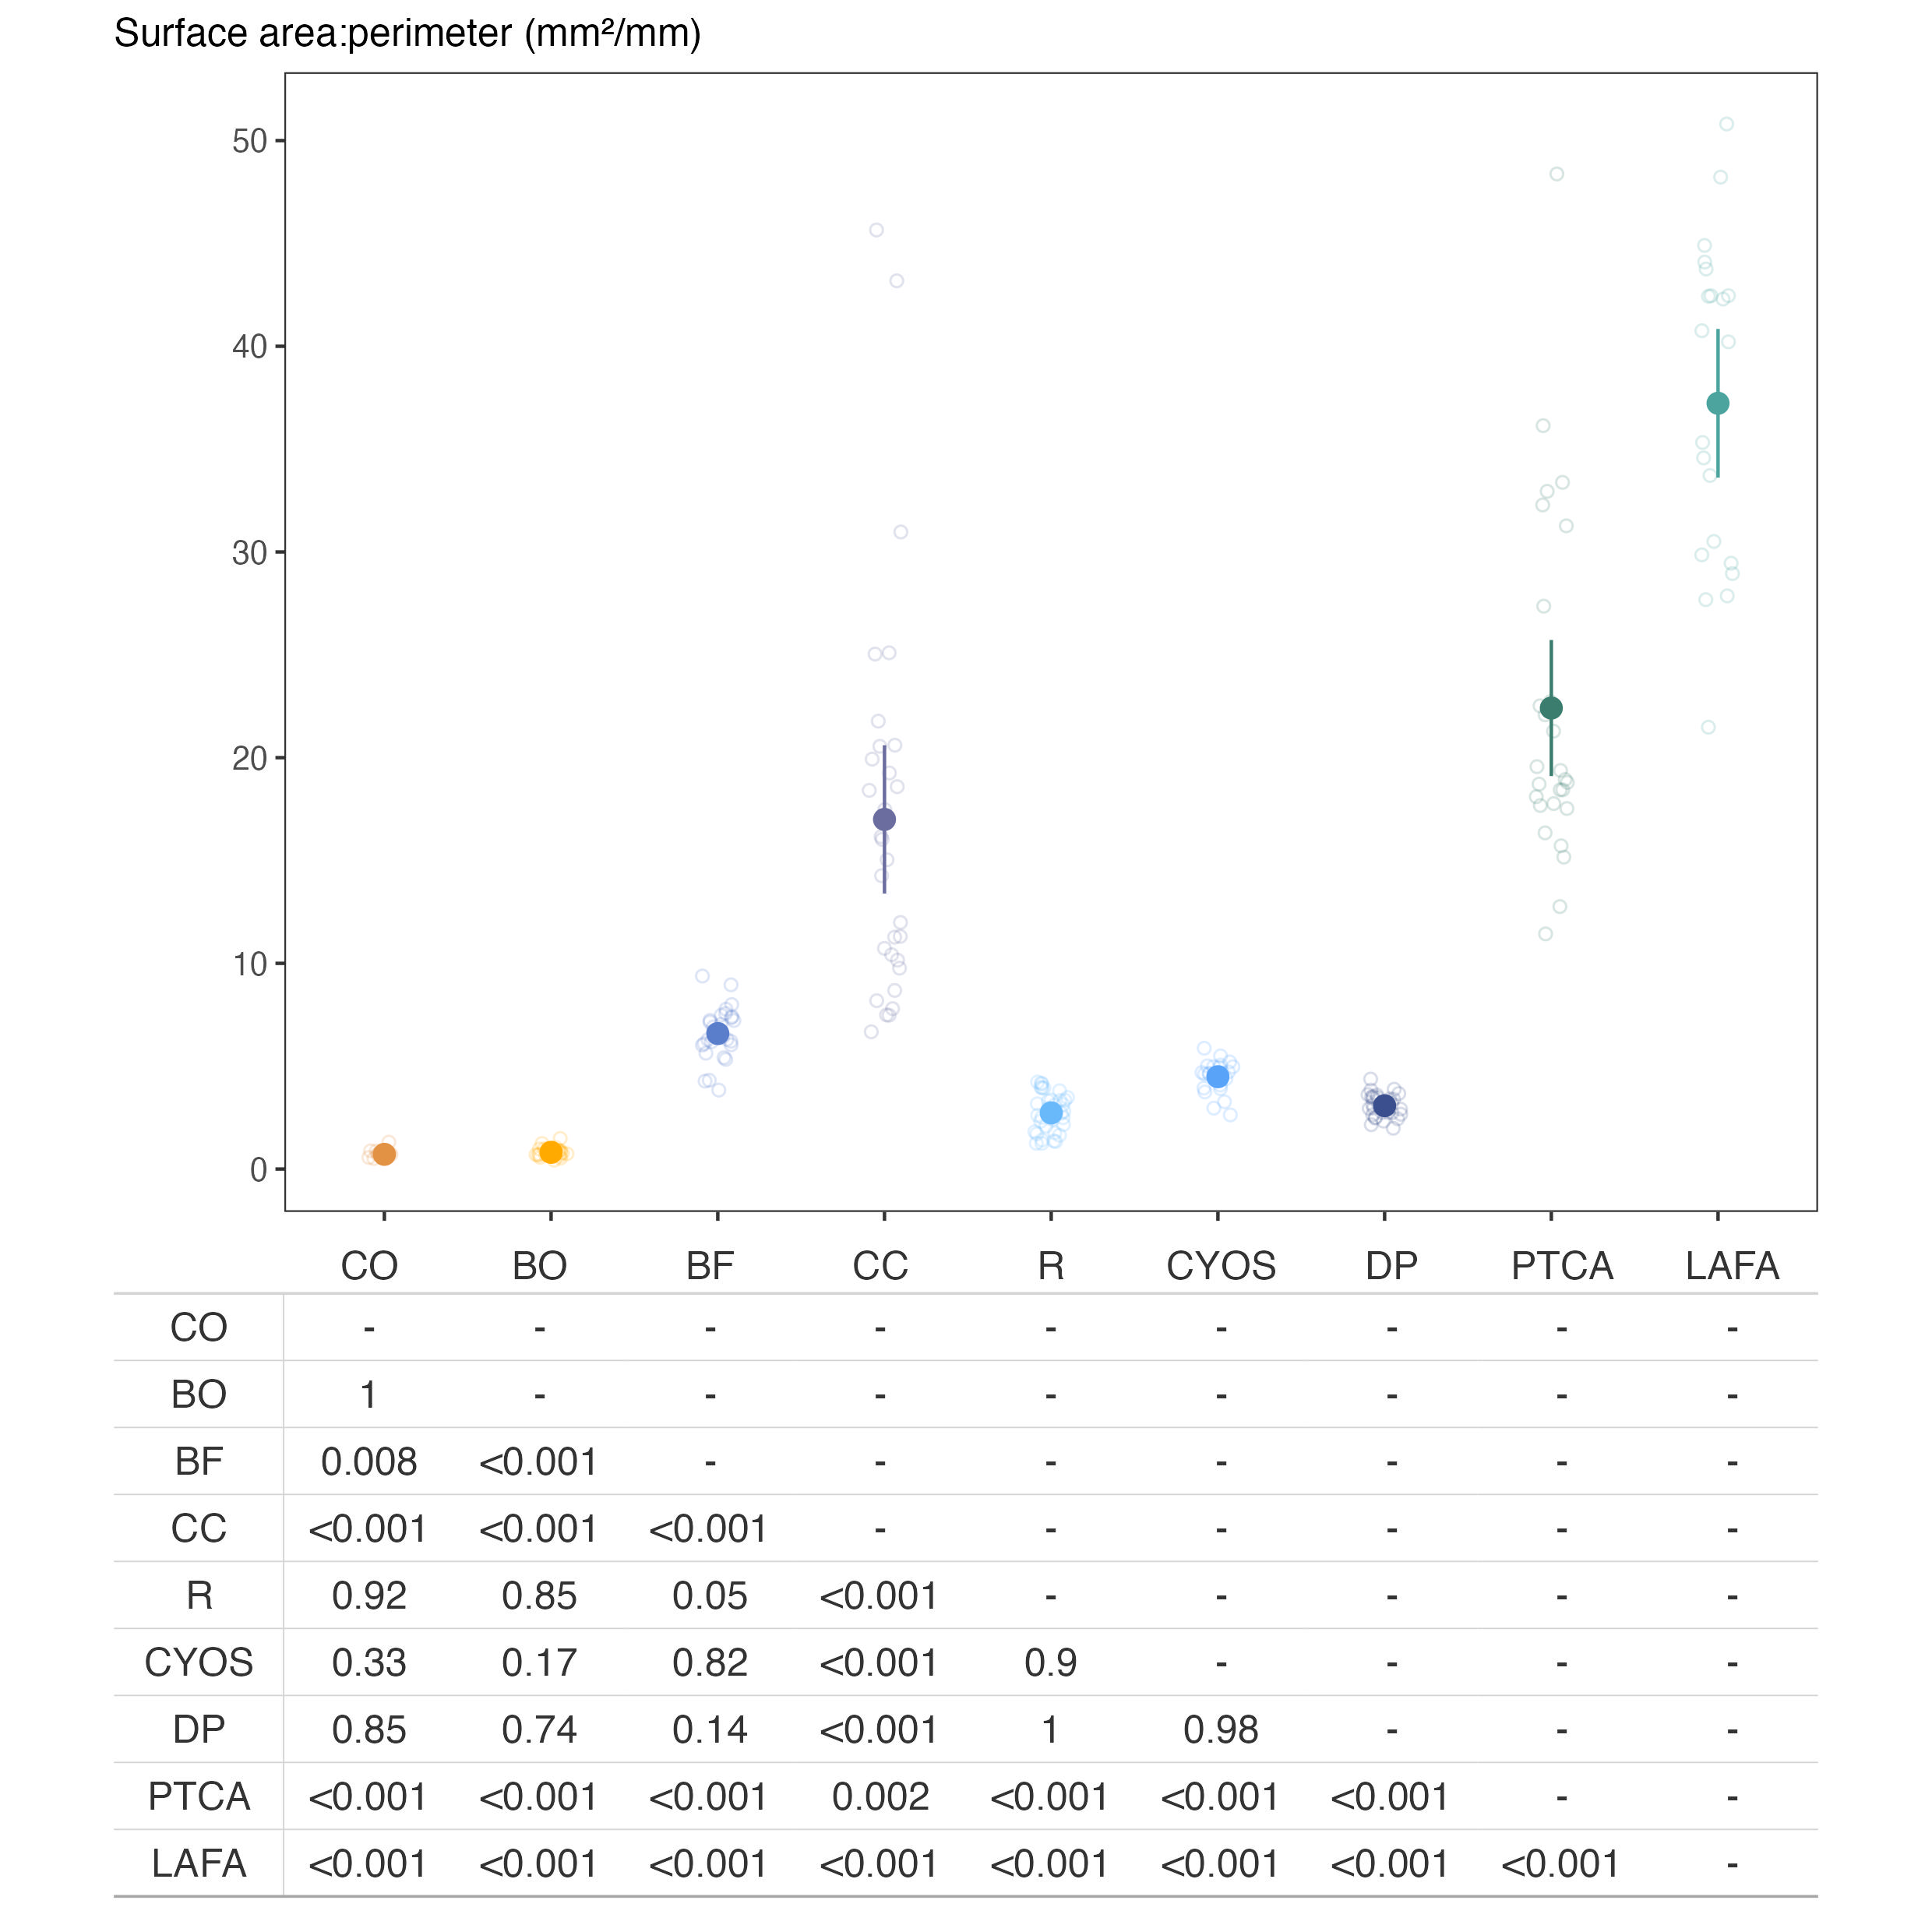 Surface area:perimeter (mm²/mm)
50
40
30
20
10
0
CO BO BF CC R CYOS DP PTCA LAFA
CO - - - - - - - - -
BO 1 - - - - - - - -
BF 0.008 <0.001 - - - - - - -
CC <0.001 <0.001 <0.001 - - - - - -
R 0.92 0.85 0.05 <0.001 - - - - -
CYOS 0.33 0.17 0.82 <0.001 0.9 - - - -
DP 0.85 0.74 0.14 <0.001 1 0.98 - - -
PTCA <0.001 <0.001 <0.001 0.002 <0.001 <0.001 <0.001 - -
LAFA <0.001 <0.001 <0.001 <0.001 <0.001 <0.001 <0.001 <0.001 -